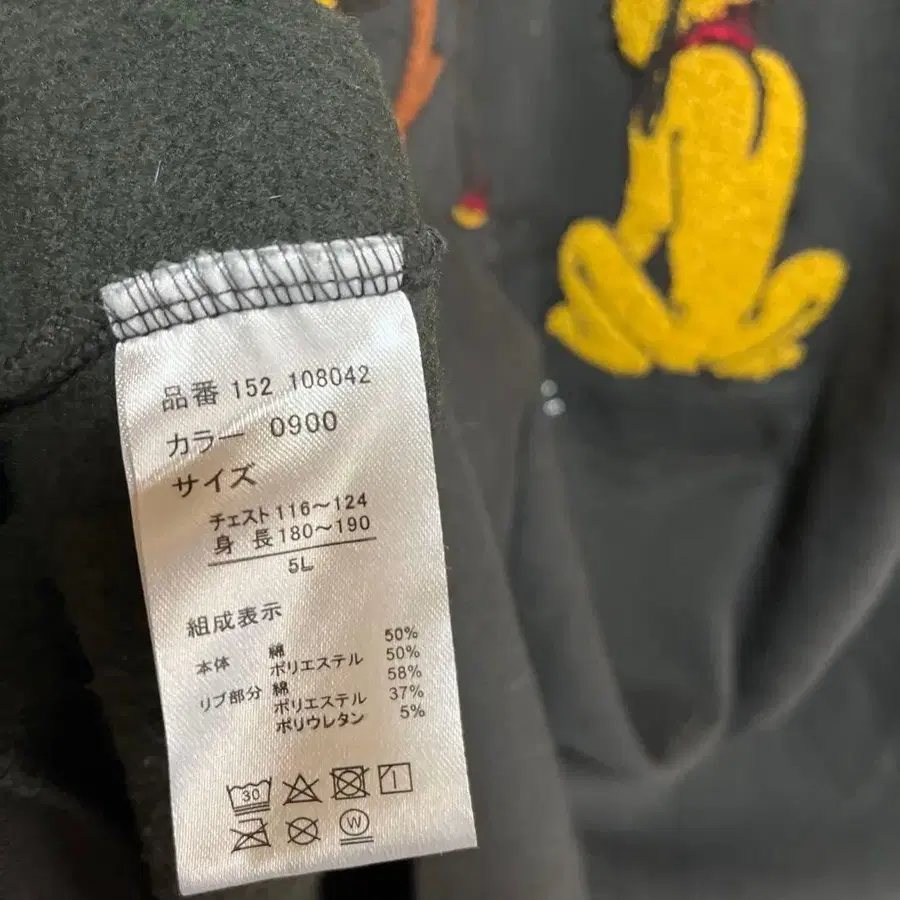 品番 152 108042
カラー 0900
サイズ
チェスト116～124
身 長180～190
5L
組成表示
本体 綿 50%
ポリエステル 50%
リブ部分 綿 58%
ポリエステル 37%
ポリウレタン 5%
30
W